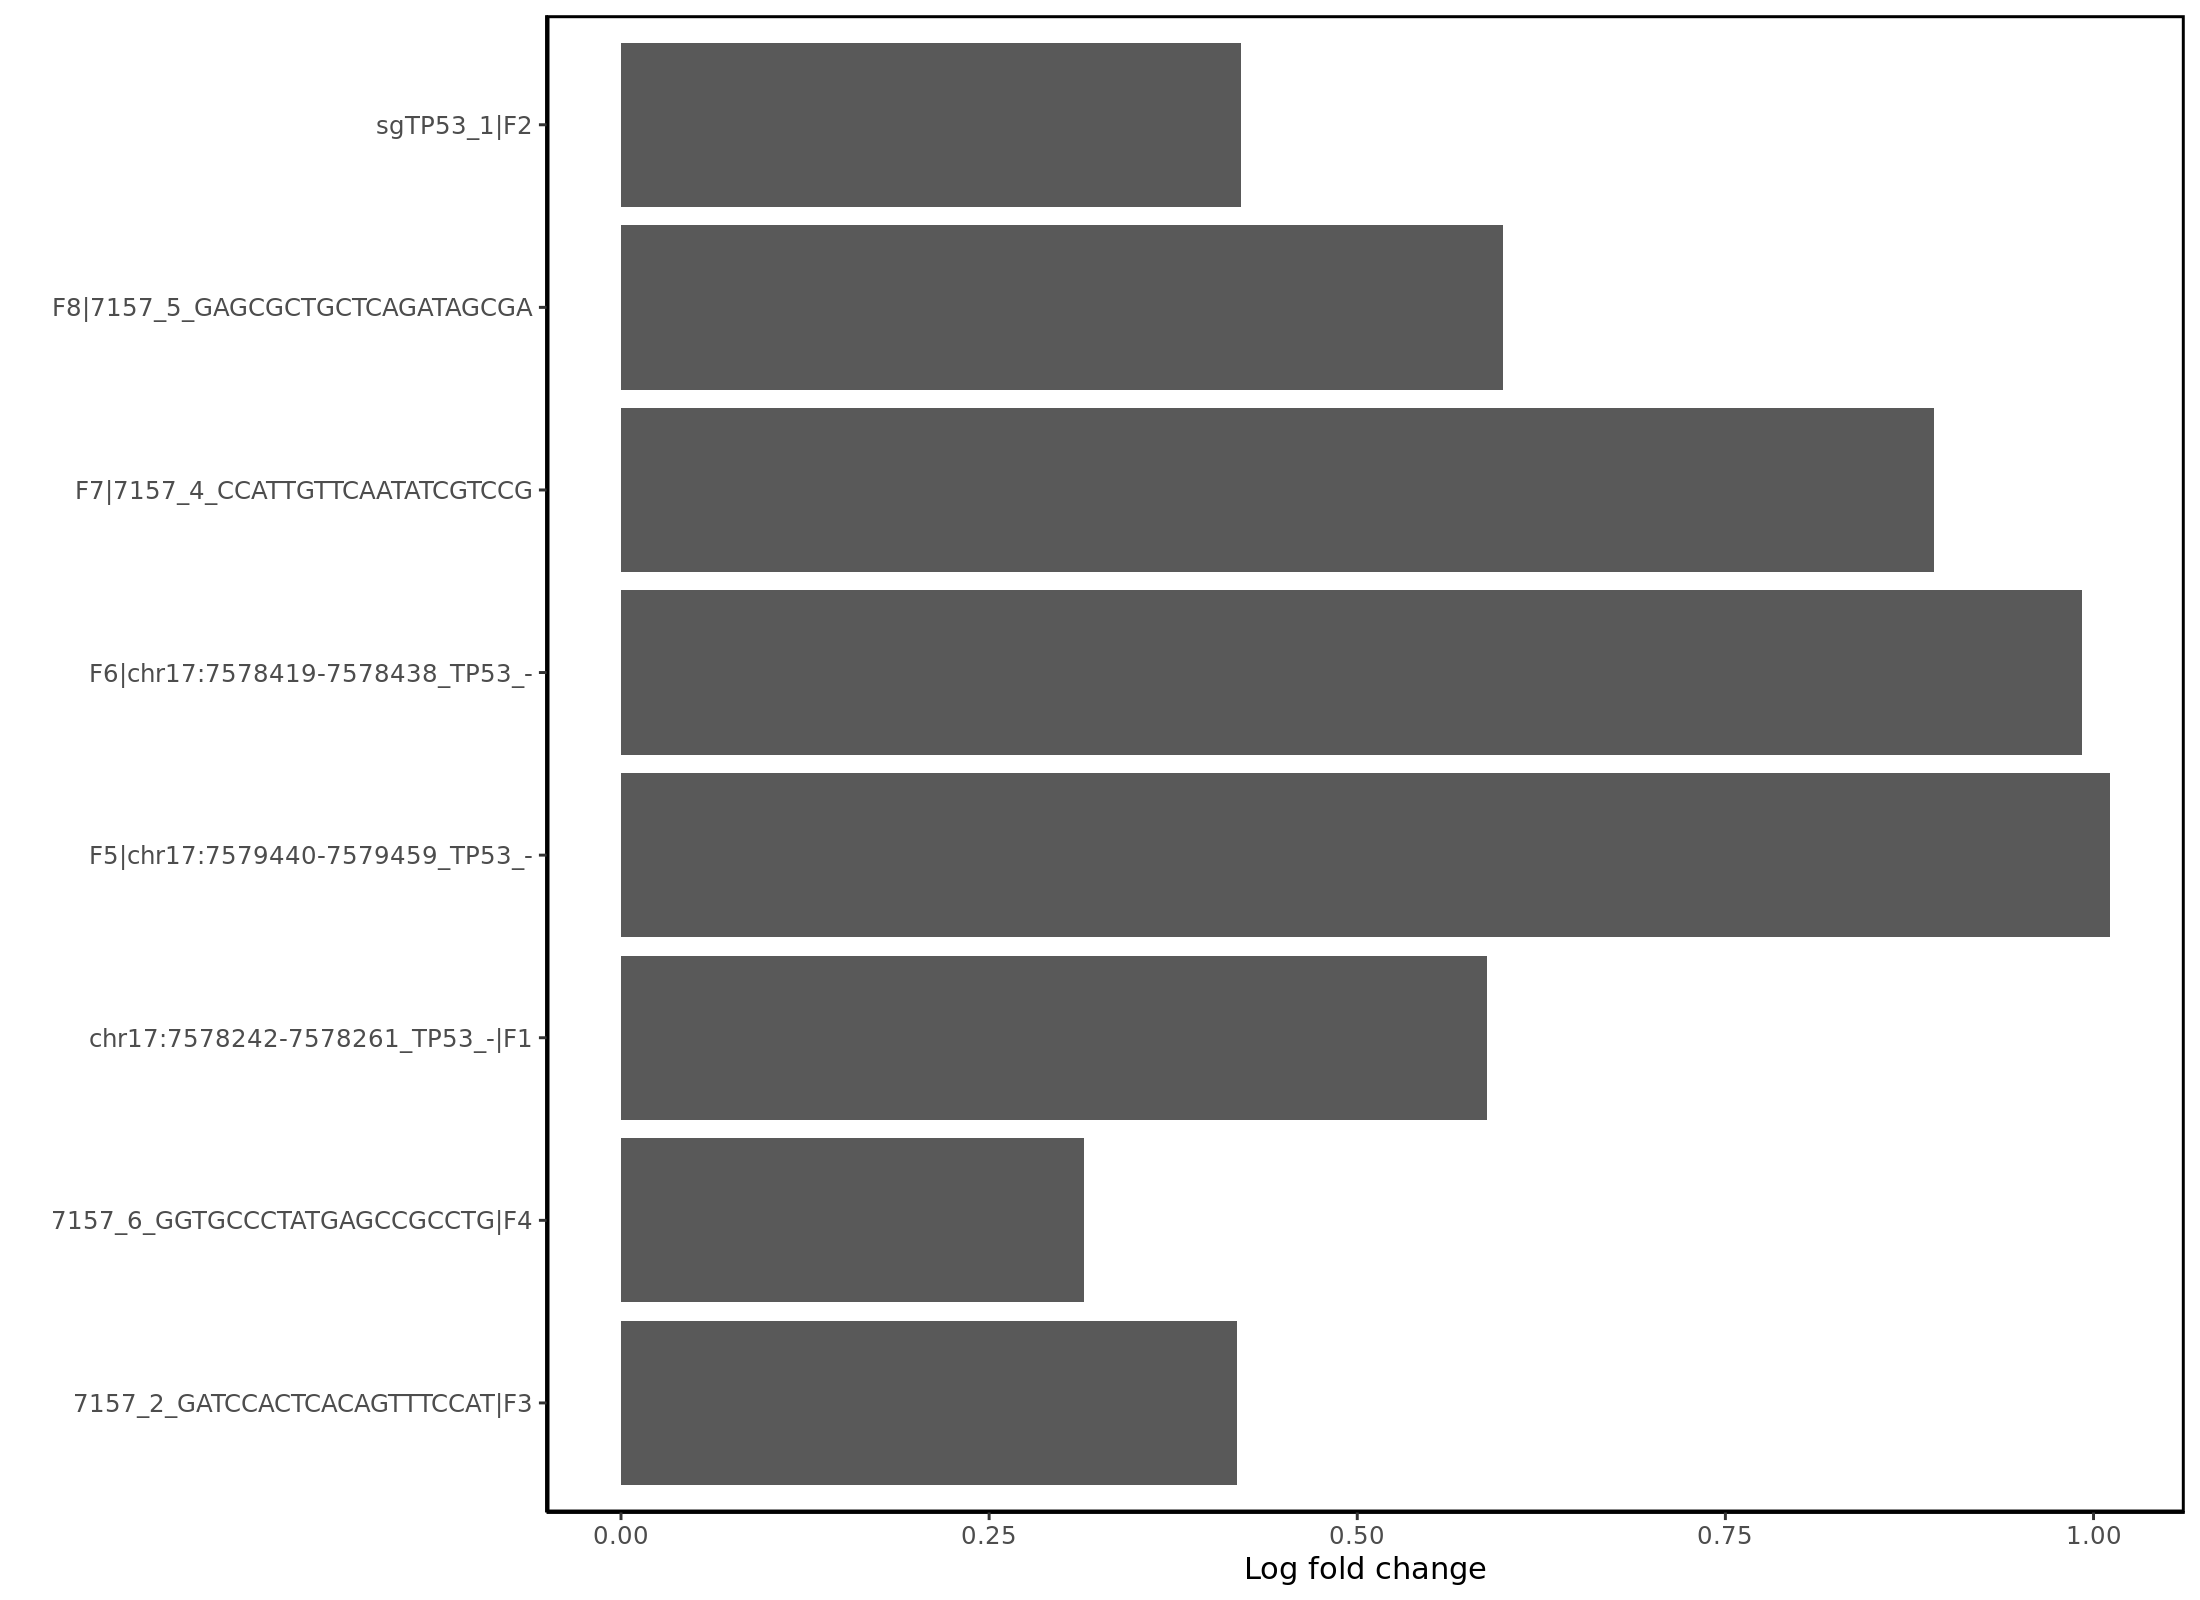 sgTP53_1|F2
F8|7157_5_GAGCGCTGCTCAGATAGCGA
F7|7157_4_CCATTGTTCAATATCGTCCG
F6|chr17:7578419-7578438_TP53_-
F5|chr17:7579440-7579459_TP53_-
chr17:7578242-7578261_TP53_-|F1
7157_6_GGTGCCCTATGAGCCGCCTG|F4
7157_2_GATCCACTCACAGTTTCCAT|F3
0.00 0.25 0.50 0.75 1.00
Log fold change